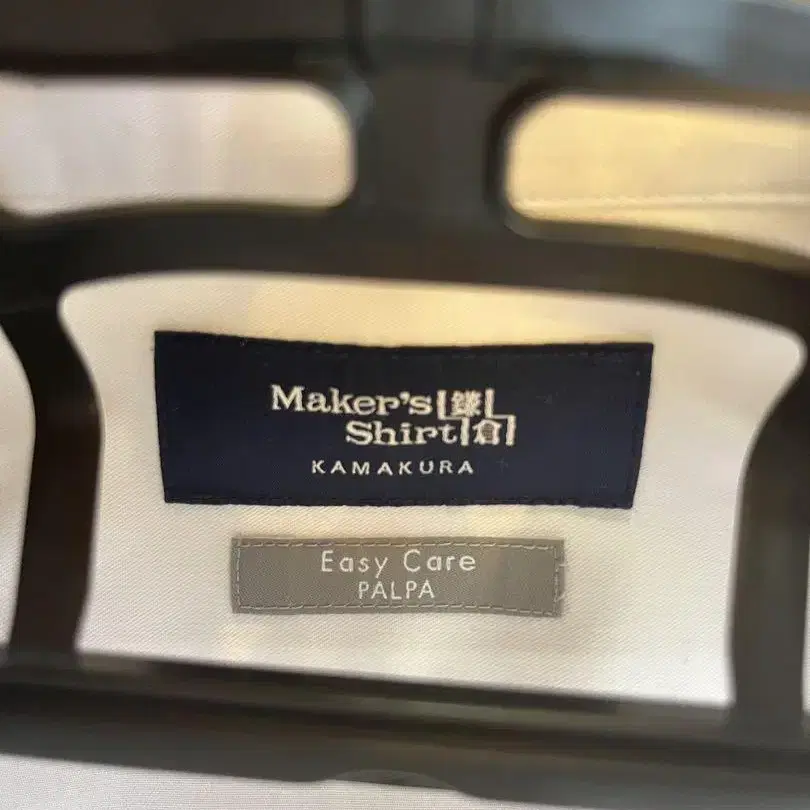 Maker's 鎌
Shirt 倉
KAMAKURA
Easy Care
PALPA